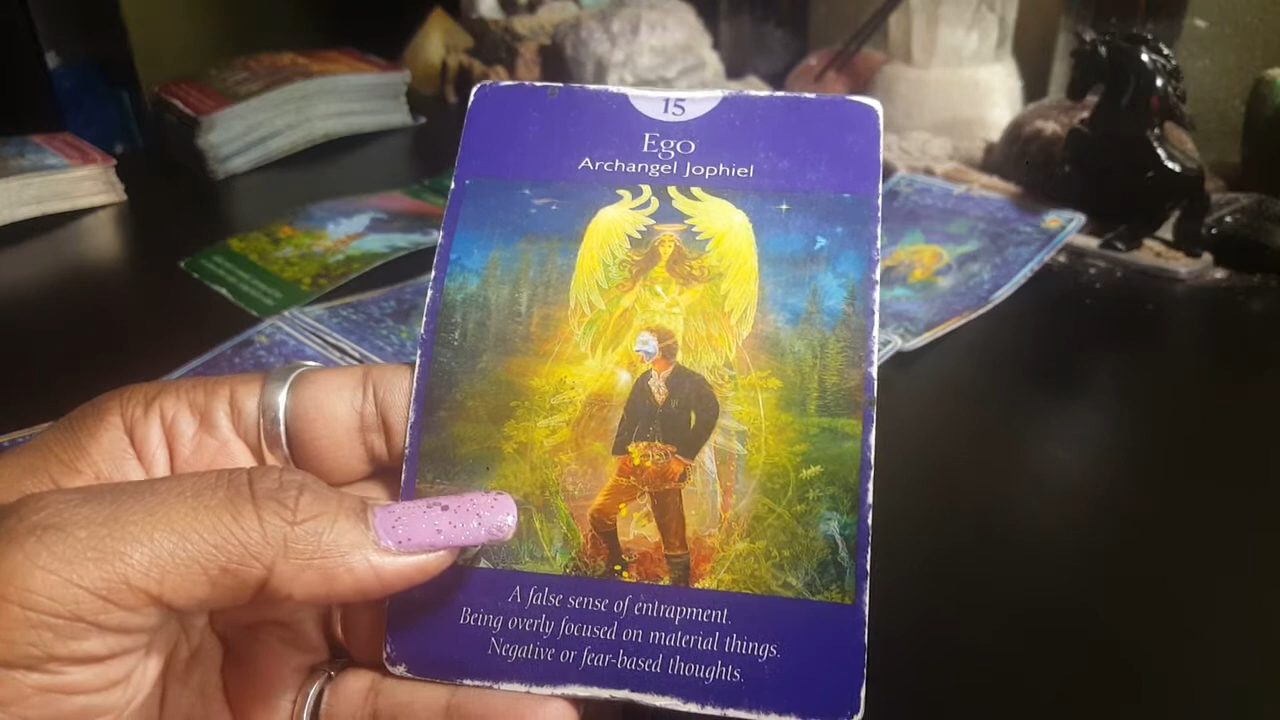 15
Ego
Archangel Jophiel
A false sense of entrapment.
Being overly focused on material things.
Negative or fear-based thoughts.